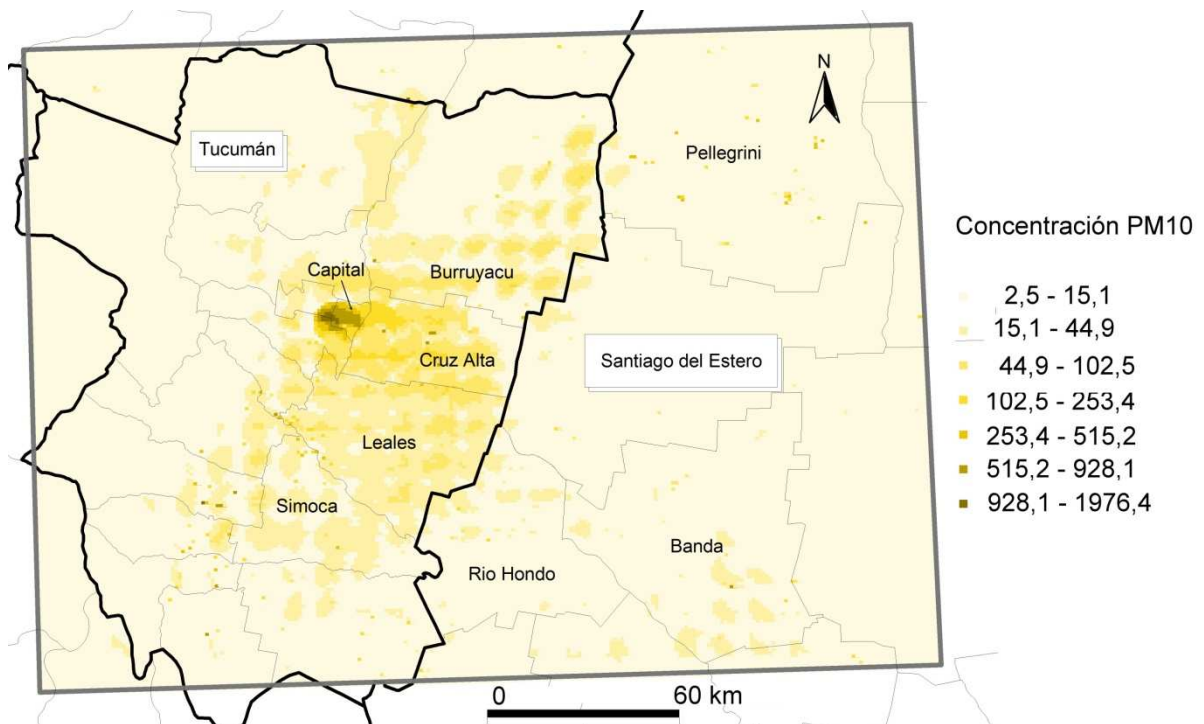 N
Tucumán
Pellegrini
Concentración PM10
Capital
Burruyacu
2,5 - 15,1
15,1 - 44,9
44,9 - 102,5
102,5 - 253,4
253,4 - 515,2
515,2 - 928,1
928,1 - 1976,4
Cruz Alta
Santiago del Estero
Leales
Simoca
Banda
Rio Hondo
0 60 km